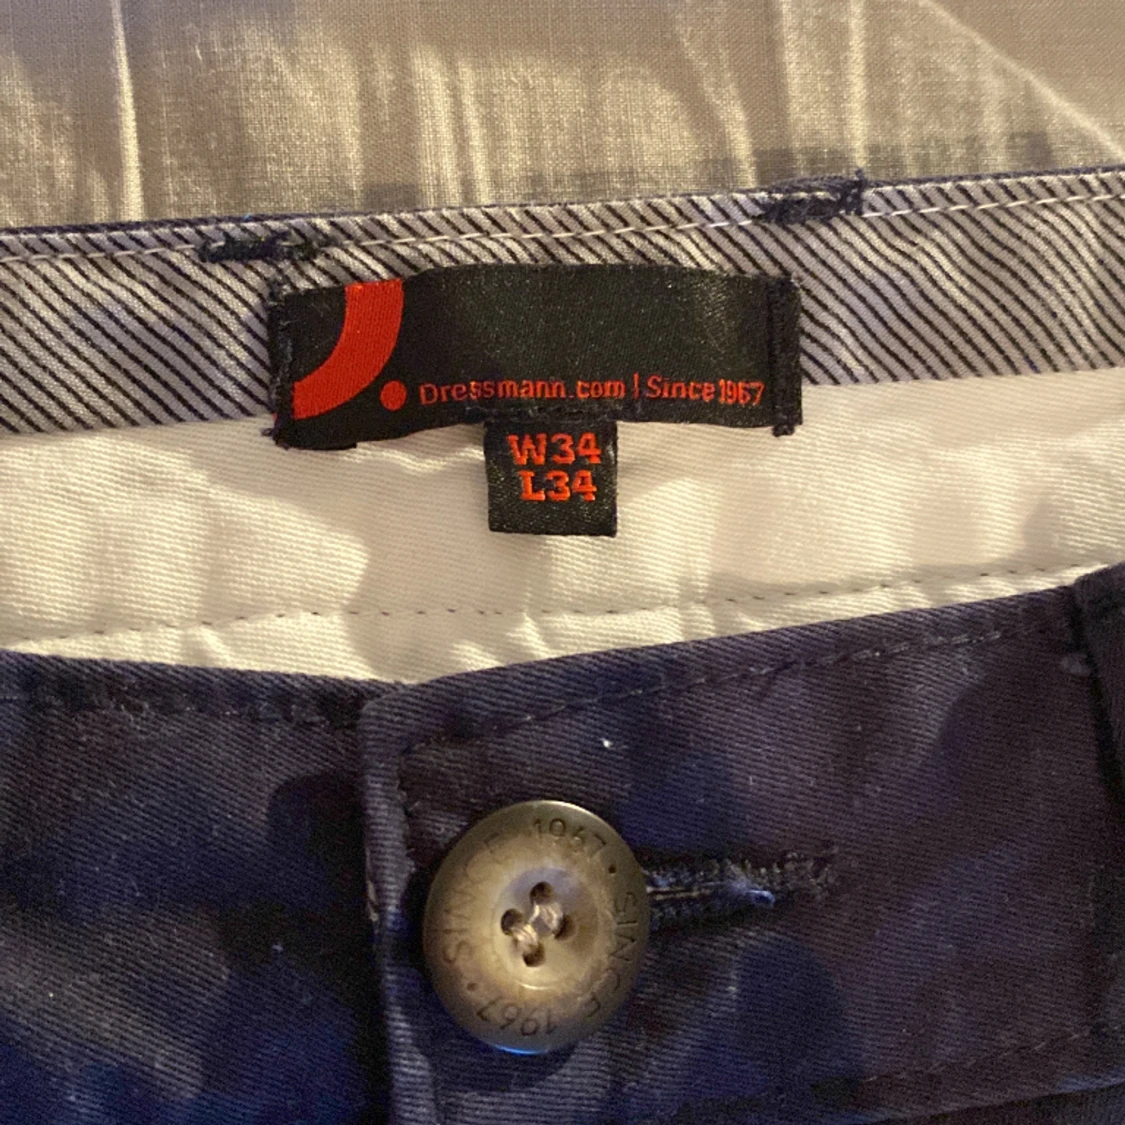 Dressmann.com | Since 1967
W34
L34
SINCE 1967 • SINCE 1967 •